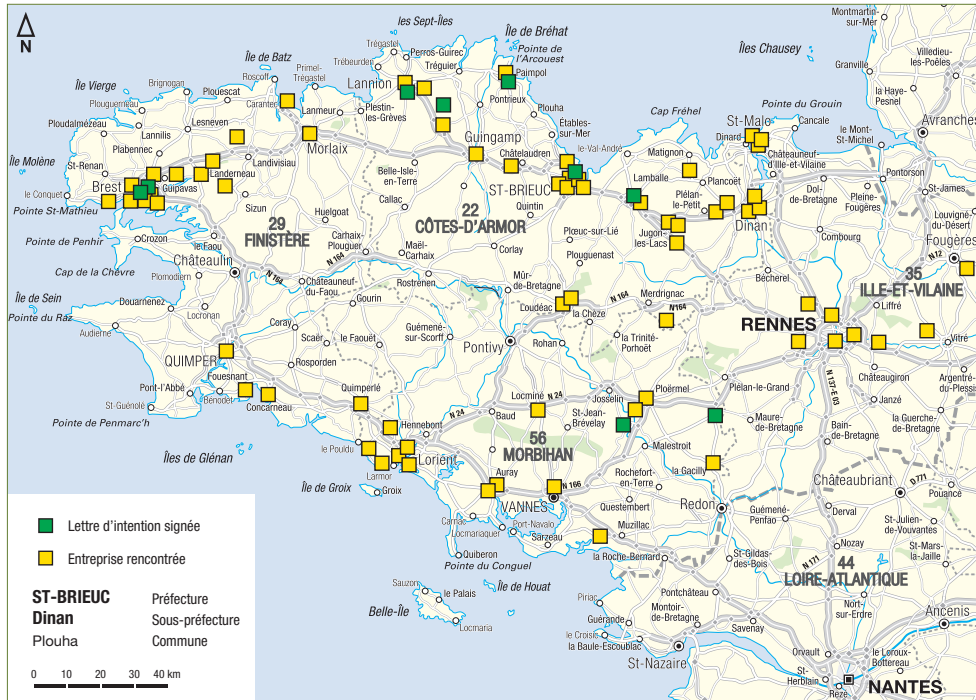 N
les Sept-Îles
Île de Bréhat
Trégastel
Perros-Guirec
Pointe de
l'Arcouest
Trébeurden
Tréguier
Île de Batz
Primel-
Trégastel
Roscoff
Lannion
Paimpol
Îles Chausey
Montmartin-
sur-Mer
Granville
Villedieu-
les-Poêles
la Haye-
Pesnel
Île Vierge
Brignogan
Plouescat
Carantec
Lanmeur
Plestin-
les-Grèves
Pontrieux
Plouha
Cap Fréhel
Pointe du Grouin
Plouguerneau
Lesneven
Ploudalmézeau
Lannilis
Morlaix
Guingamp
Étables-
sur-Mer
St-Malo
Dinard
Cancale
le Mont-
St-Michel
Avranches
Plabennec
Landivisiau
Belle-Isle-
en-Terre
Châtelaudren
le-Val-André
Matignon
Châteauneuf
d'Ille-et-Vilaine
Pontorson
Île Molène
St-Renan
Brest
Guipavas
Landerneau
ST-BRIEUC
Lamballe
Plancoët
Plélan-
le-Petit
Dol-de-
Bretagne
St-James
le Conquet
Pointe St-Mathieu
Sizun
Callac
Quintin
Dinan
Pleine-
Fougères
Louvigné-
du-Désert
Pointe de Penhir
Crozon
le Faou
29
FINISTÈRE
Huelgoat
Carhaix-
Plouguer
22
CÔTES-D'ARMOR
Maël-
Carhaix
Corlay
Plœuc-sur-Lié
Jugon-
les-Lacs
Combourg
Fougères
N 12
Cap de la Chèvre
Châteaulin
N 164
N 164
Plouguenast
Bécherel
35
ILLE-ET-VILAINE
Plomodiern
Châteauneuf-
du-Faou
Rostrenen
Mûr-
de-Bretagne
Île de Sein
Pointe du Raz
Douarnenez
Locronan
Gourin
Loudéac
N 164
Merdrignac
N164
Liffré
Audierne
Coray
Scaër
le Faouët
Guémené-
sur-Scorff
la Chèze
la Trinité-
Porhoët
RENNES
Vitré
QUIMPER
Rosporden
Pontivy
Rohan
Châteaugiron
Argentré-
du-Plessis
Pont-l'Abbé
Fouesnant
Quimperlé
Locminé
Josselin
Ploërmel
Plélan-le-Grand
N 137-E 03
Janzé
St-Guénolé
Bénodet
Concarneau
N 24
N 24
Baud
St-Jean-
Brévelay
Maure-de-
Bretagne
la Guerche-
de-Bretagne
Pointe de Penmarc'h
Hennebont
56
MORBIHAN
Malestroit
Bain-de-
Bretagne
Îles de Glénan
le Pouldu
Lorient
Larmor
Auray
Rochefort-
en-Terre
la Gacilly
D 771
Châteaubriant
Pouancé
Île de Groix
Groix
N 166
VANNES
Questembert
Redon
Guémené-
Penfao
Derval
St-Julien-
de-Vouvantes
Carnac
Locmariaquer
Port-Navalo
Sarzeau
Muzillac
Nozay
St-Mars-
la-Jaille
Quiberon
Pointe du Conguel
la Roche-Bernard
St-Gildas-
des-Bois
N 171
44
LOIRE-ATLANTIQUE
Sauzon
le Palais
Île de Houat
Belle-Île
Locmaria
Piriac
Pontchâteau
Nort-
sur-Erdre
Ancenis
Guérande
Montoir-
de-Bretagne
Savenay
le Croisic
la Baule-Escoublac
St-Nazaire
Orvault
le Loroux-
Bottereau
St-
Herblain
Rezé
NANTES
Lettre d'intention signée
Entreprise rencontrée
ST-BRIEUC Préfecture
Dinan Sous-préfecture
Plouha Commune
0 10 20 30 40 km